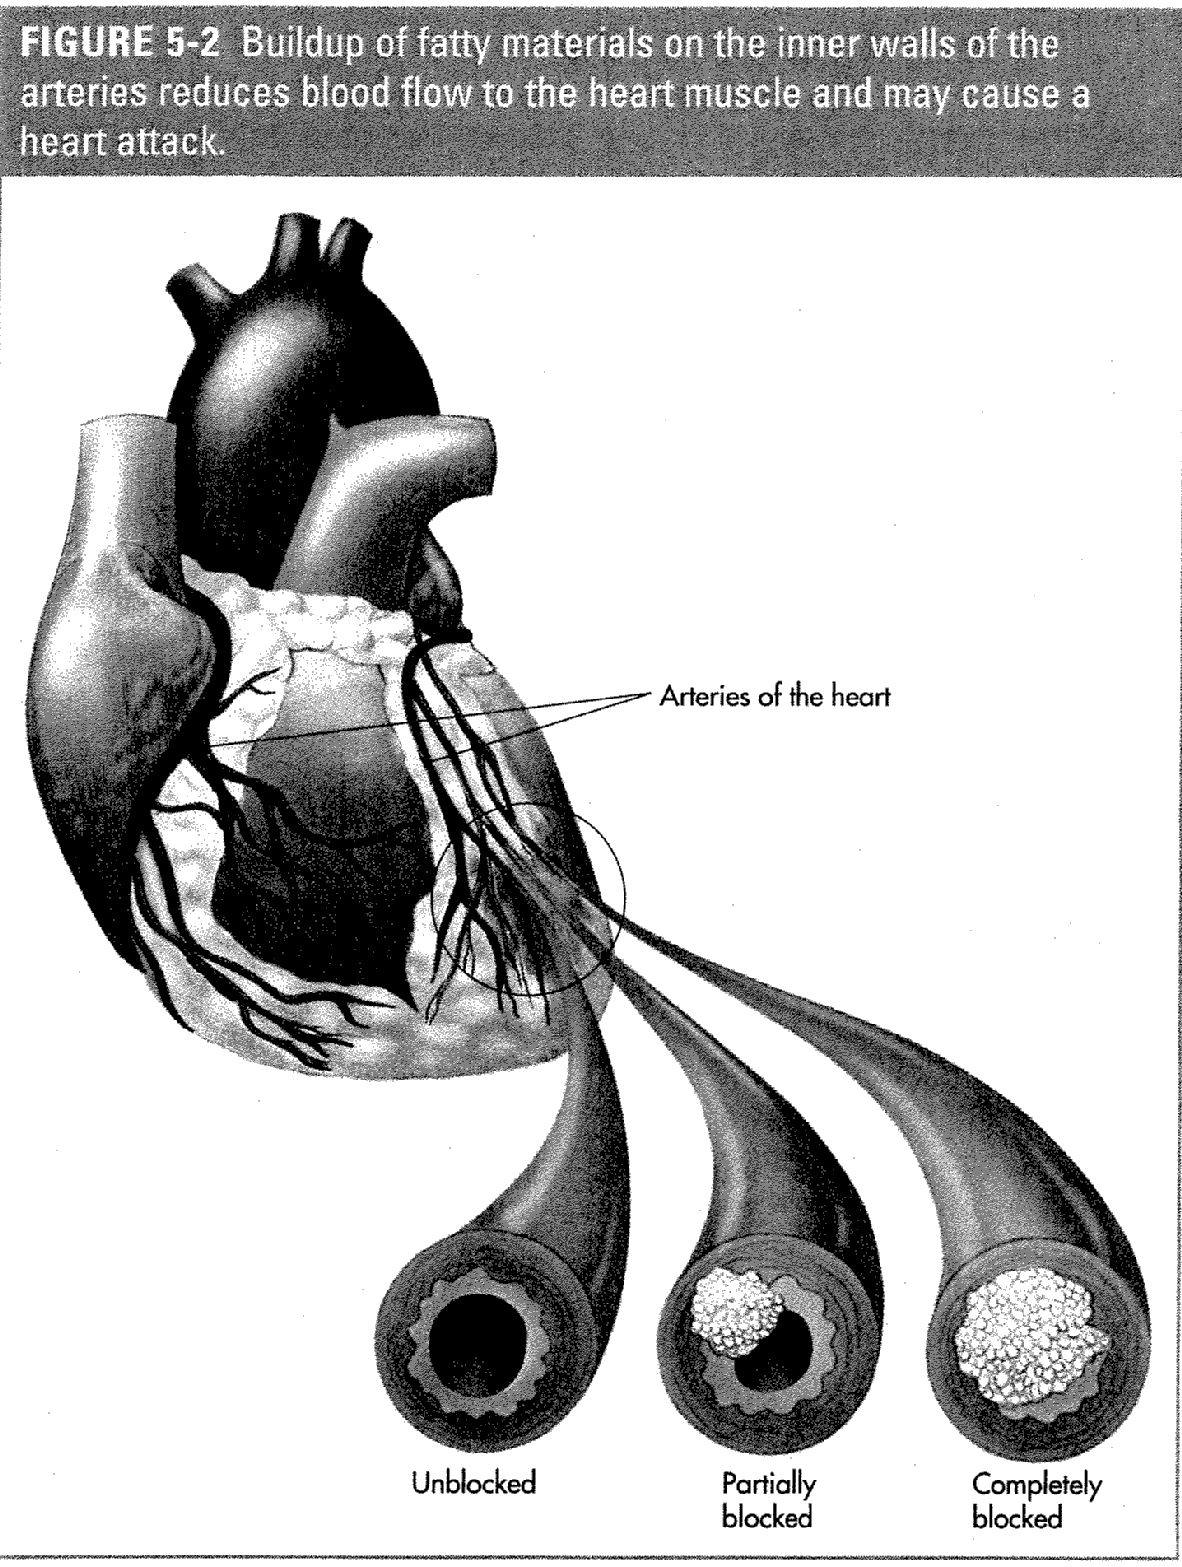 FIGURE 5-2 Buildup of fatty materials on the inner walls of the
arteries reduces blood flow to the heart muscle and may cause a
heart attack.
Arteries of the heart
Unblocked
Partially
blocked
Completely
blocked